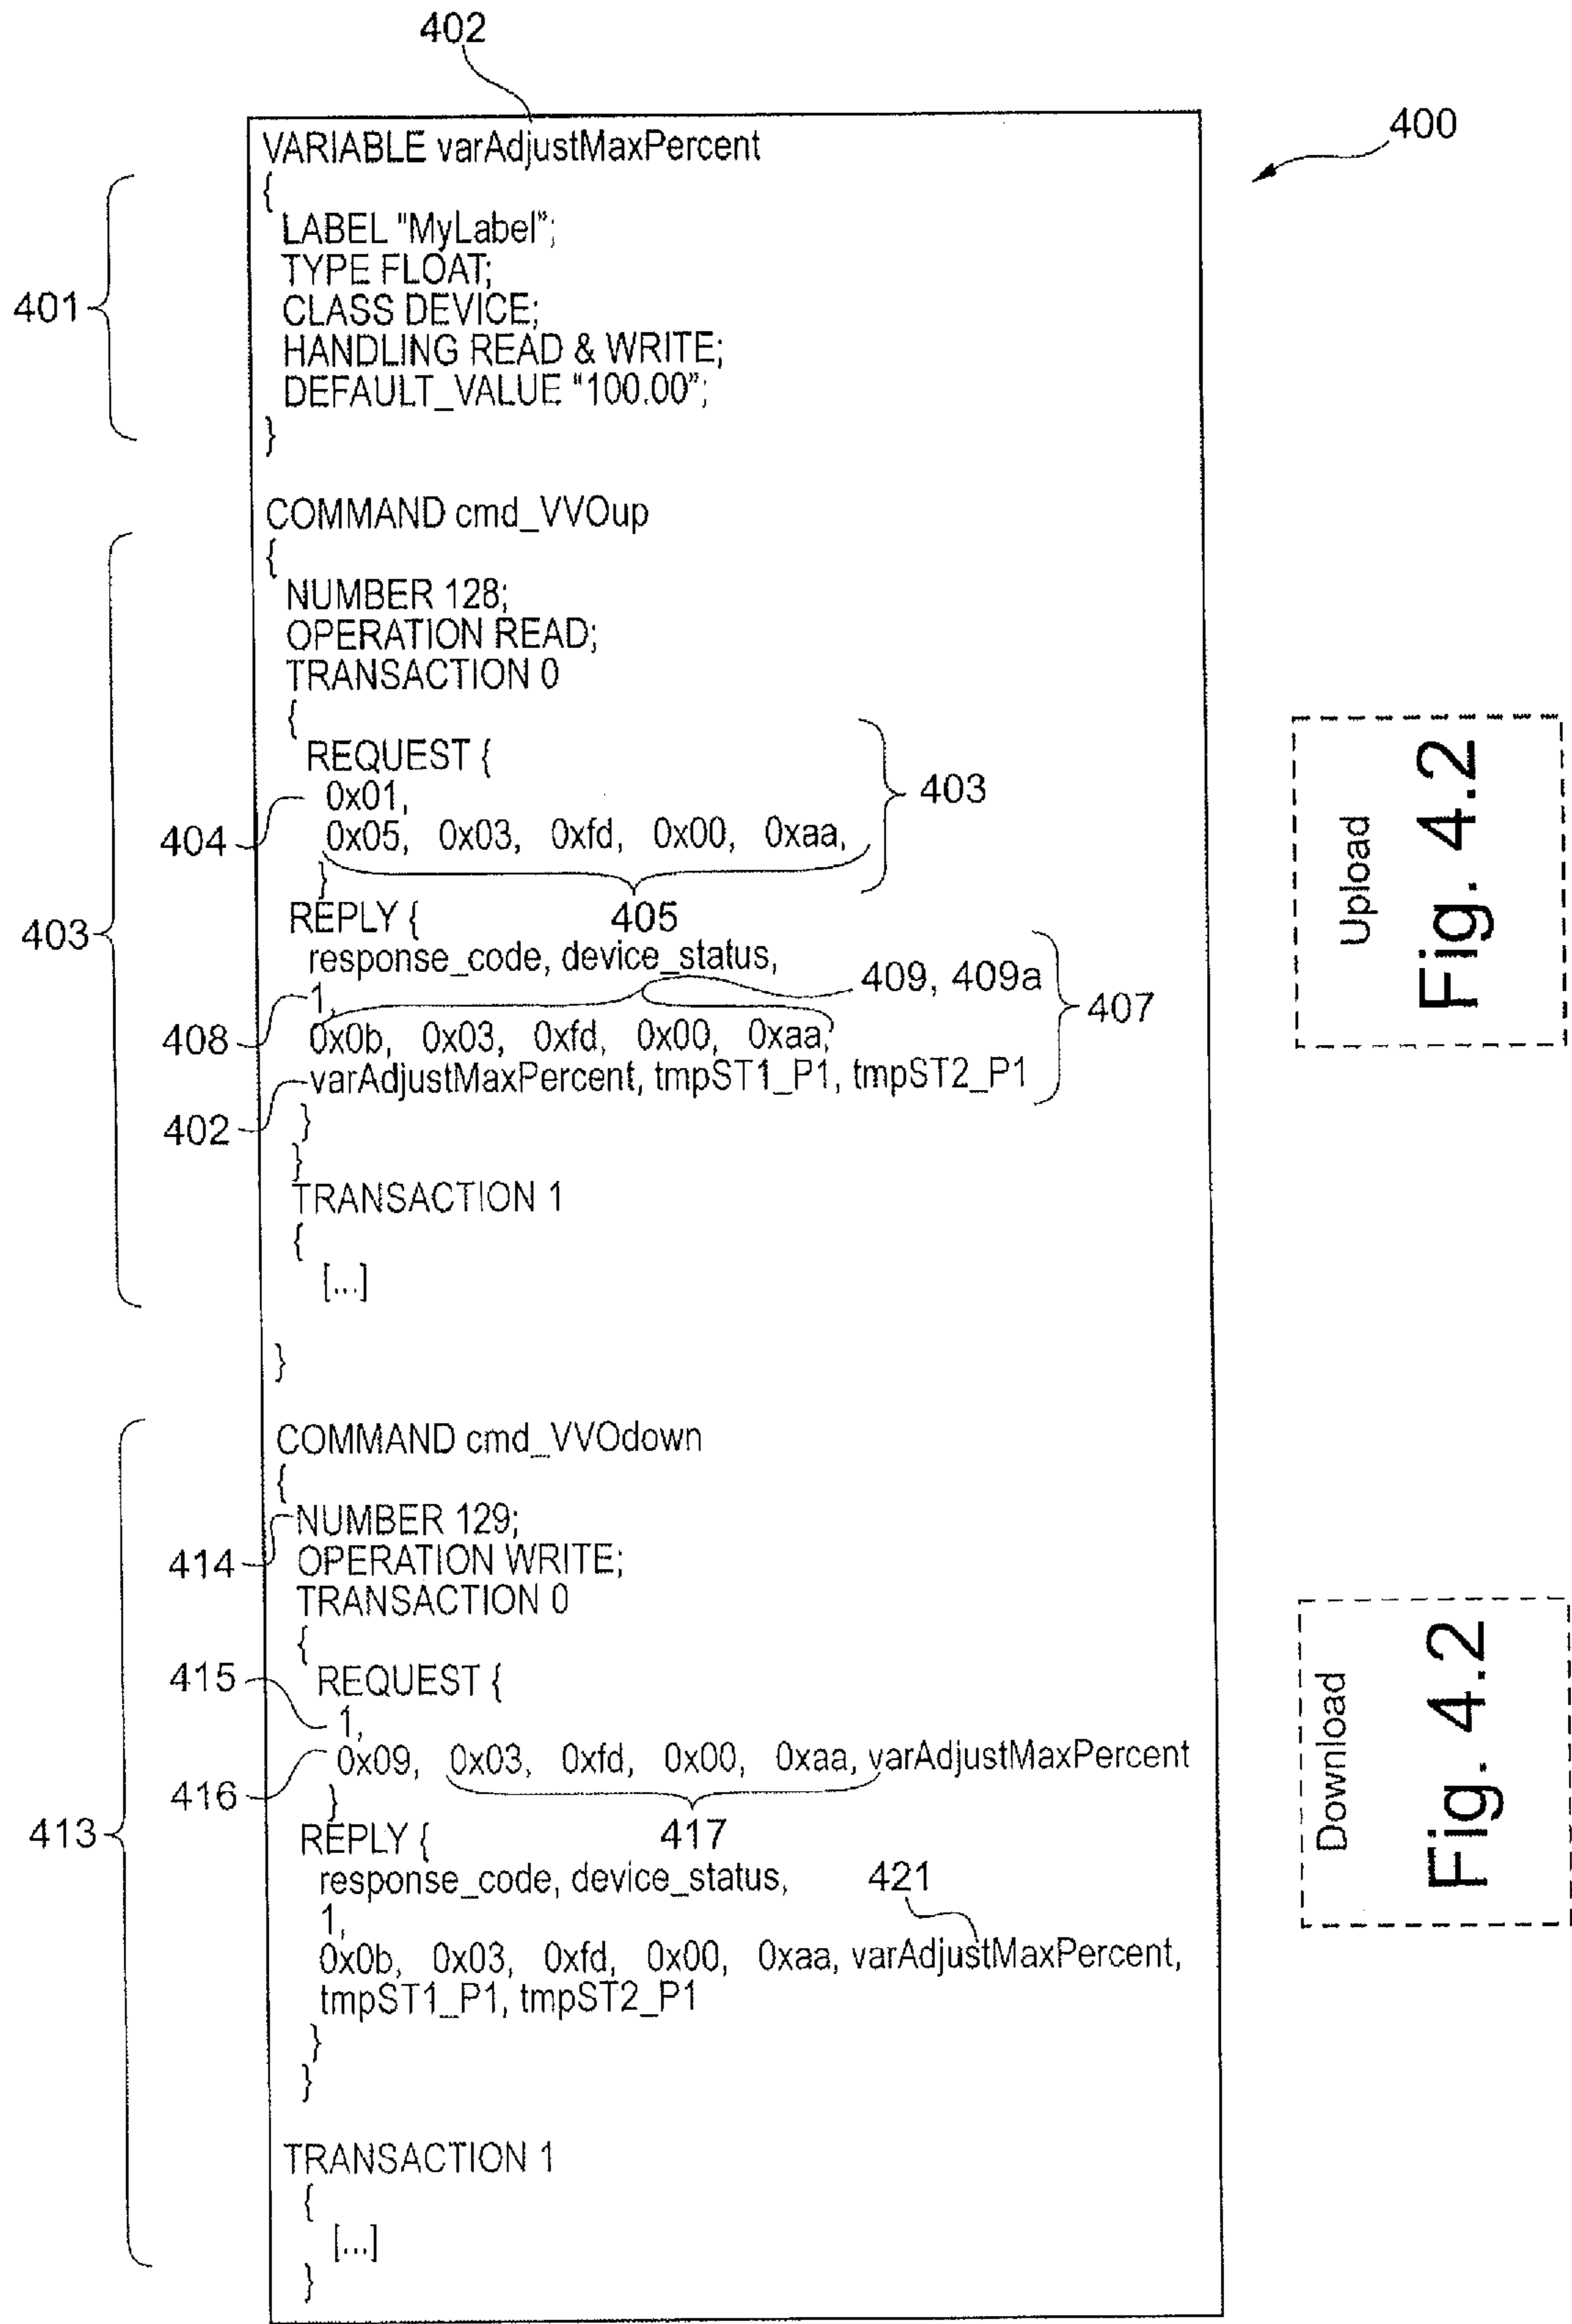 402
400
VARIABLE varAdjustMaxPercent
{
LABEL "MyLabel";
TYPE FLOAT;
CLASS DEVICE;
401
HANDLING READ & WRITE;
DEFAULT_VALUE "100.00";
}
COMMAND cmd_VVOup
{
NUMBER 128;
OPERATION READ;
TRANSACTION 0
{
REQUEST {
0x01,
403
404
0x05, 0x03, 0xfd, 0x00, 0xaa,
}
405
403
REPLY {
response_code, device_status,
409, 409a
407
1,
408
0x0b, 0x03, 0xfd, 0x00, 0xaa,
varAdjustMaxPercent, tmpST1_P1, tmpST2_P1
402
}
}
TRANSACTION 1
{
[...]
}
Upload
Fig. 4.2
COMMAND cmd_VVOdown
{
NUMBER 129;
414
OPERATION WRITE;
TRANSACTION 0
{
415
REQUEST {
1,
0x09, 0x03, 0xfd, 0x00, 0xaa, varAdjustMaxPercent
416
}
417
413
REPLY {
response_code, device_status,
421
1,
0x0b, 0x03, 0xfd, 0x00, 0xaa, varAdjustMaxPercent,
tmpST1_P1, tmpST2_P1
}
}
TRANSACTION 1
{
[...]
}
Download
Fig. 4.2